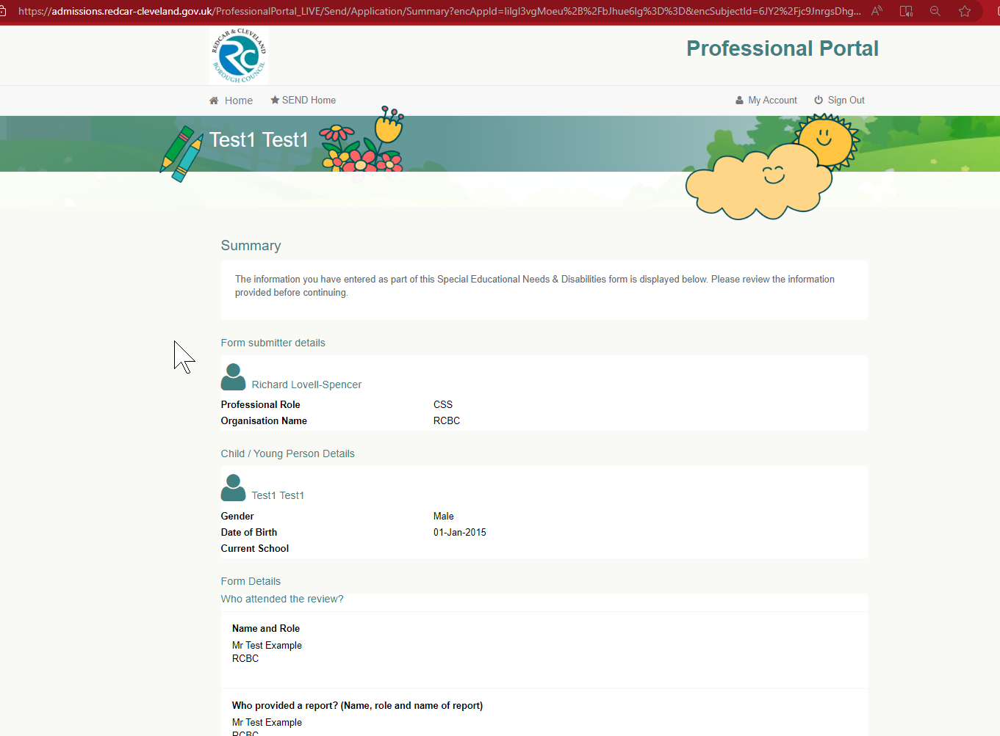 https://admissions.redcar-cleveland.gov.uk/ProfessionalPortal_LIVE/Send/Application/Summary?encAppId=Iilgl3vgMoeu%2B%2FbJhue6Ig%3D%3D&encSubjectId=6JY2%2Fjc9JnrgsDhg...
REDCAR & CLEVELAND
RC
BOROUGH COUNCIL
Professional Portal
Home SEND Home My Account Sign Out
Test1 Test1
Summary
The information you have entered as part of this Special Educational Needs & Disabilities form is displayed below. Please review the information
provided before continuing.
Form submitter details
Richard Lovell-Spencer
Professional Role CSS
Organisation Name RCBC
Child / Young Person Details
Test1 Test1
Gender Male
Date of Birth 01-Jan-2015
Current School
Form Details
Who attended the review?
Name and Role
Mr Test Example
RCBC
Who provided a report? (Name, role and name of report)
Mr Test Example
RCBC